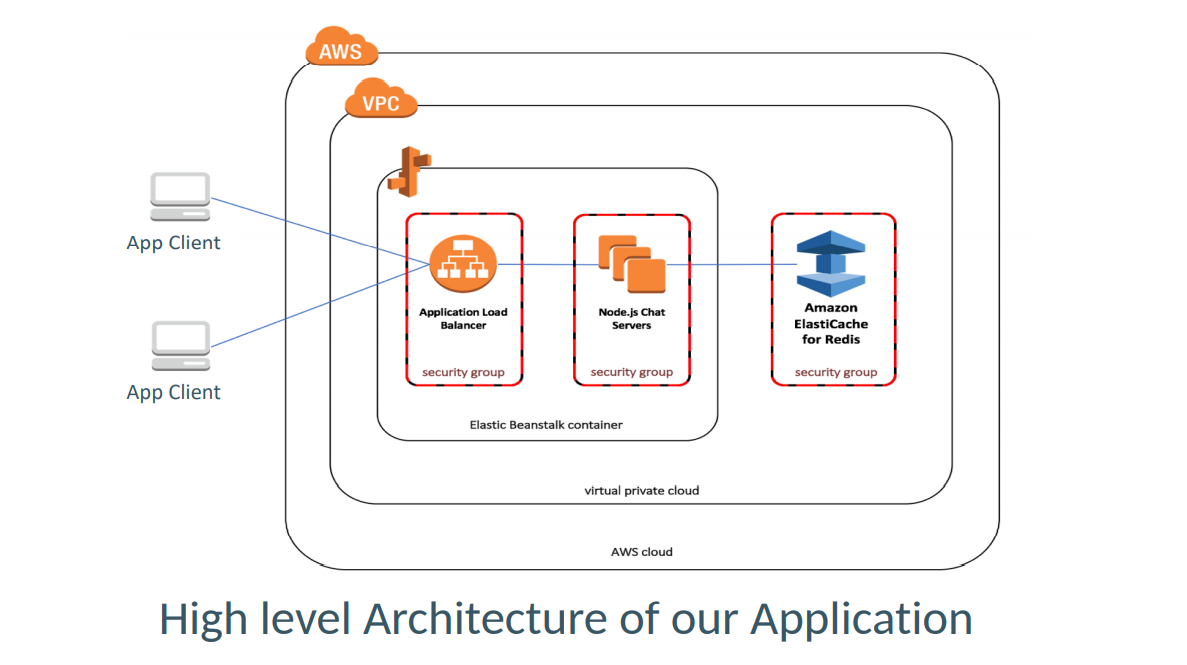 AWS
VPC
App Client
App Client
Application Load
Balancer
security group
Node.js Chat
Servers
security group
Amazon
ElastiCache
for Redis
security group
Elastic Beanstalk container
virtual private cloud
AWS cloud
High level Architecture of our Application